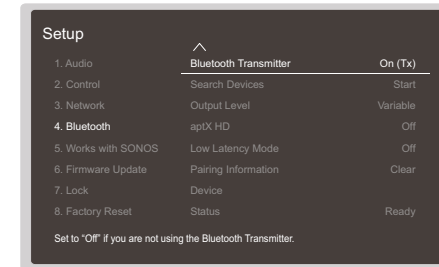 Setup
1. Audio
2. Control
3. Network
4. Bluetooth
5. Works with SONOS
6. Firmware Update
7. Lock
8. Factory Reset
Bluetooth Transmitter On (Tx)
Search Devices Start
Output Level Variable
aptX HD Off
Low Latency Mode Off
Pairing Information Clear
Device
Status Ready
Set to “Off” if you are not using the Bluetooth Transmitter.